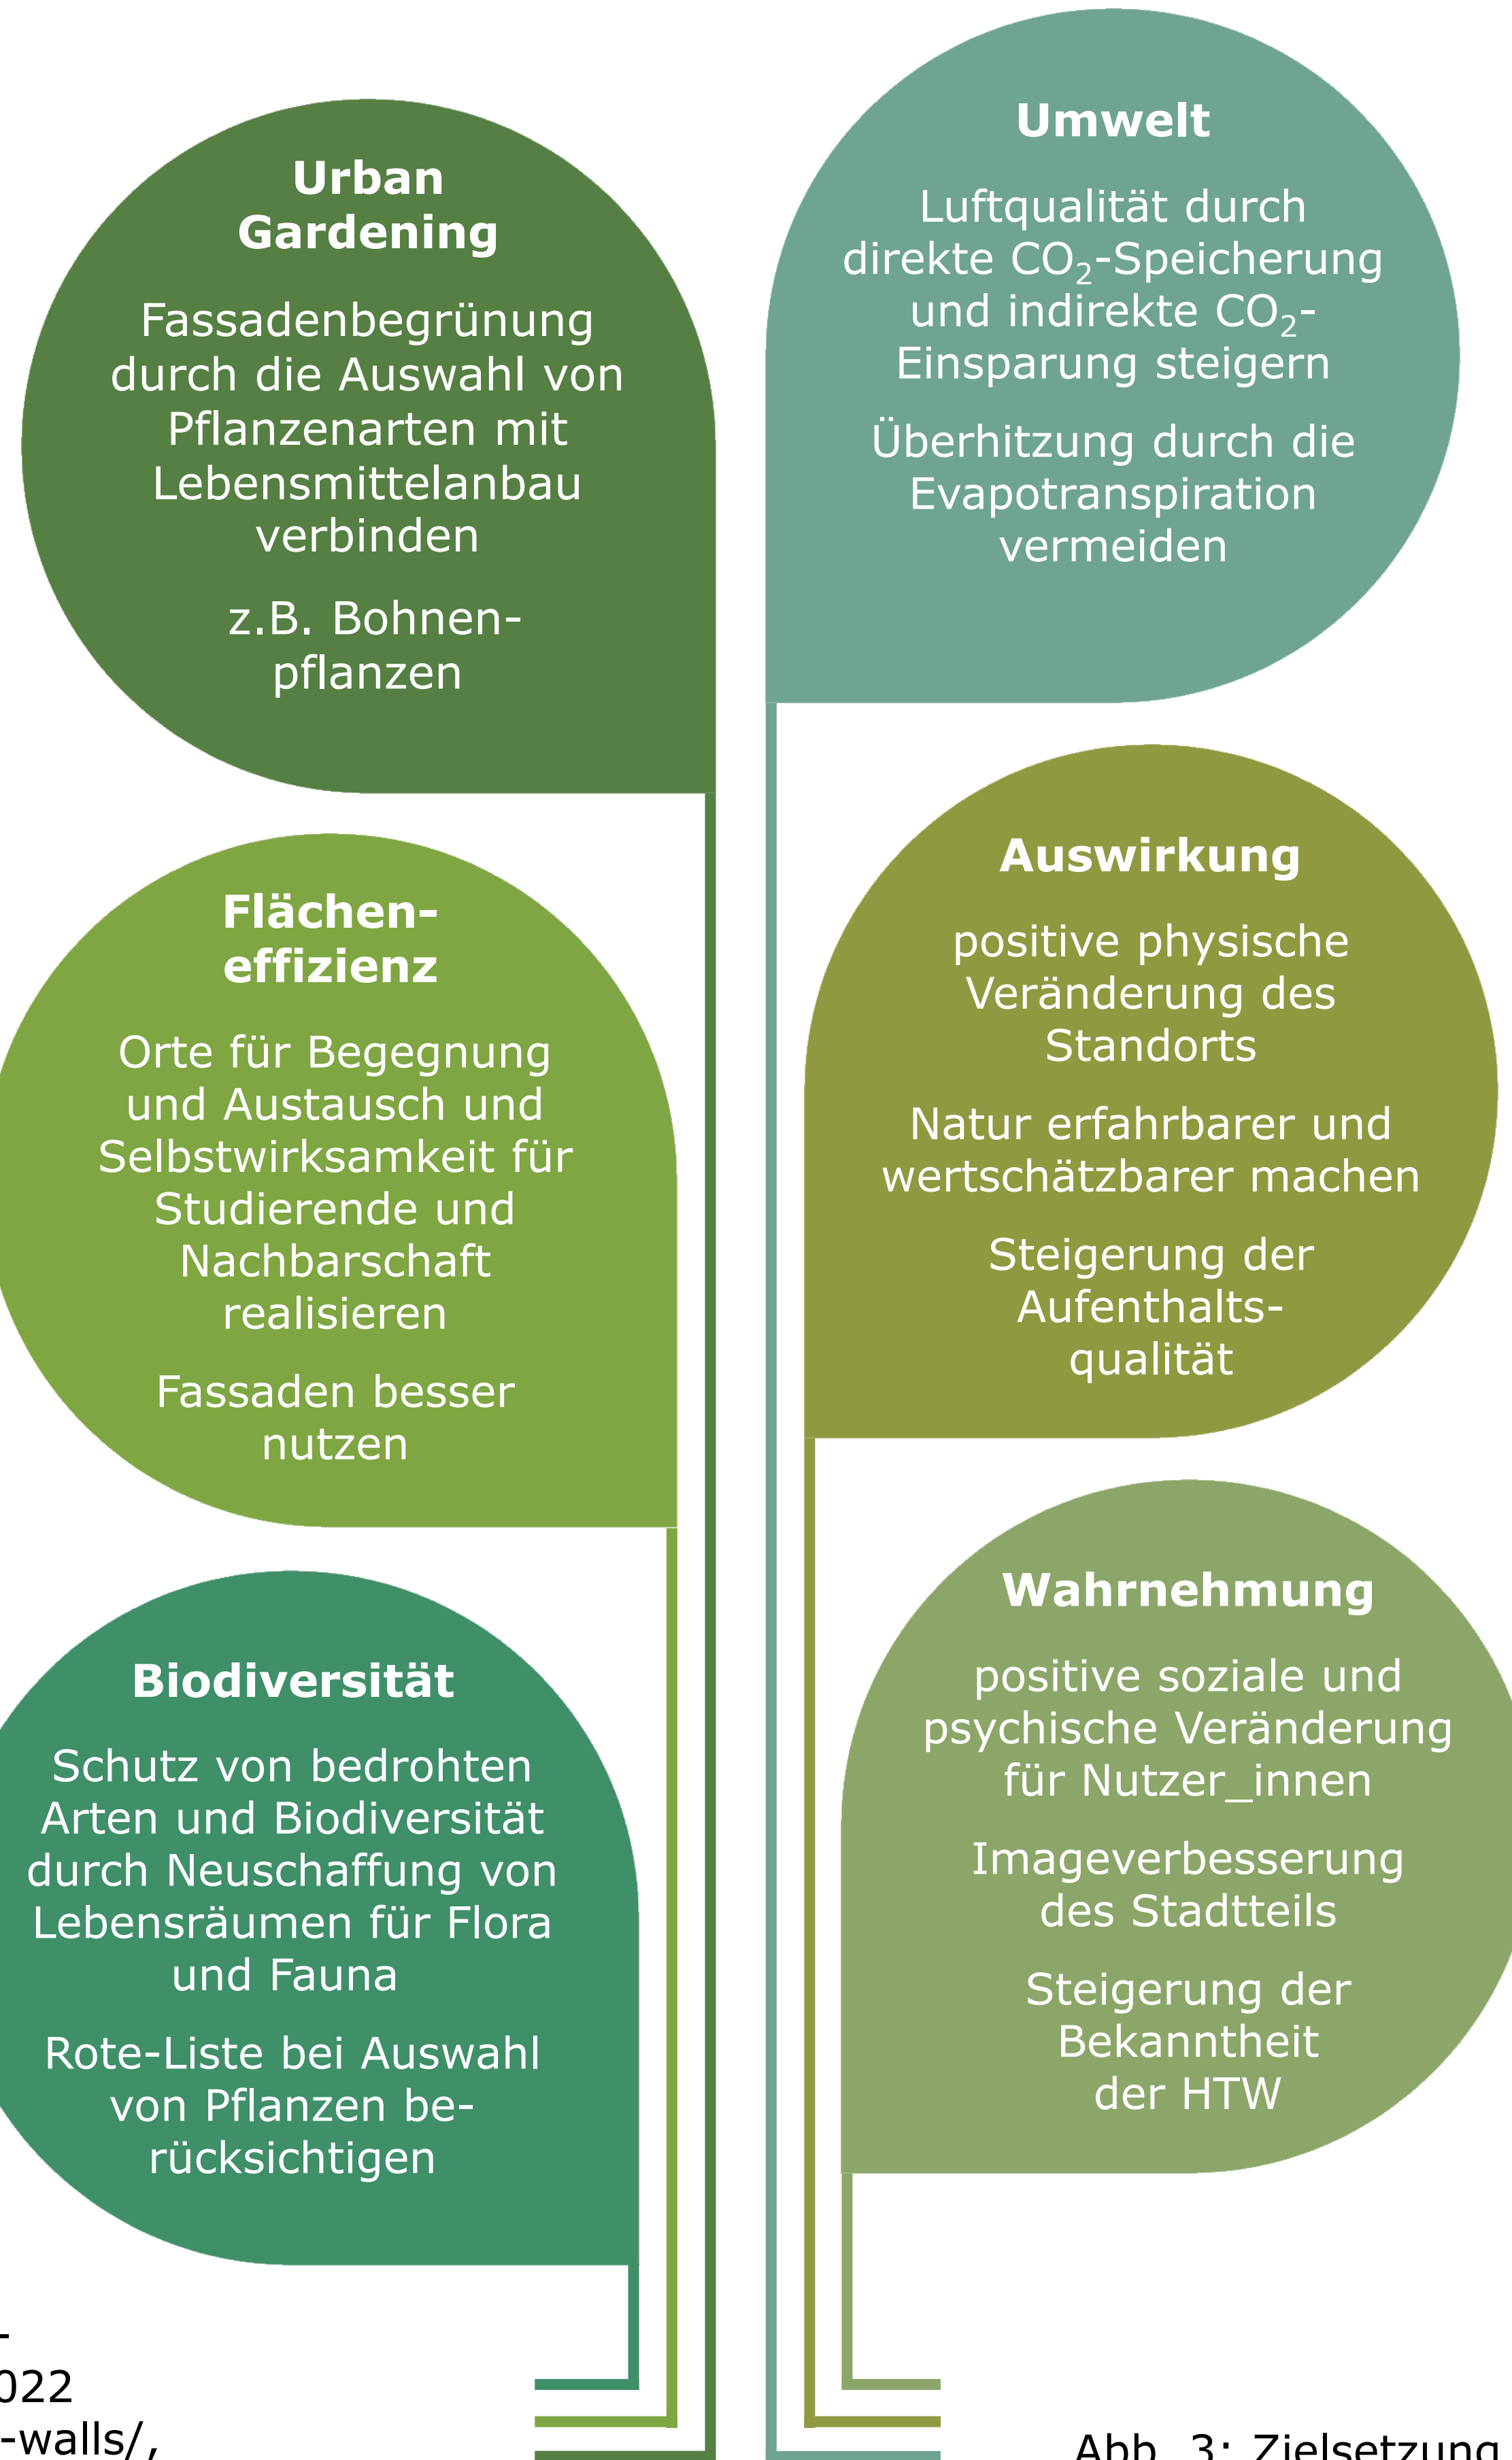 Urban
Gardening
Fassadenbegrünung
durch die Auswahl von
Pflanzenarten mit
Lebensmittelanbau
verbinden
z.B. Bohnen-
pflanzen
Umwelt
Luftqualität durch
direkte CO₂-Speicherung
und indirekte CO₂-
Einsparung steigern
Überhitzung durch die
Evapotranspiration
vermeiden
Flächen-
effizienz
Orte für Begegnung
und Austausch und
Selbstwirksamkeit für
Studierende und
Nachbarschaft
realisieren
Fassaden besser
nutzen
Auswirkung
positive physische
Veränderung des
Standorts
Natur erfahrbarer und
wertschätzbarer machen
Steigerung der
Aufenthalts-
qualität
Biodiversität
Schutz von bedrohten
Arten und Biodiversität
durch Neuschaffung von
Lebensräumen für Flora
und Fauna
Rote-Liste bei Auswahl
von Pflanzen be-
rücksichtigen
Wahrnehmung
positive soziale und
psychische Veränderung
für Nutzer_innen
Imageverbesserung
des Stadtteils
Steigerung der
Bekanntheit
der HTW
-
022
-walls/,
Abb. 3: Zielsetzung